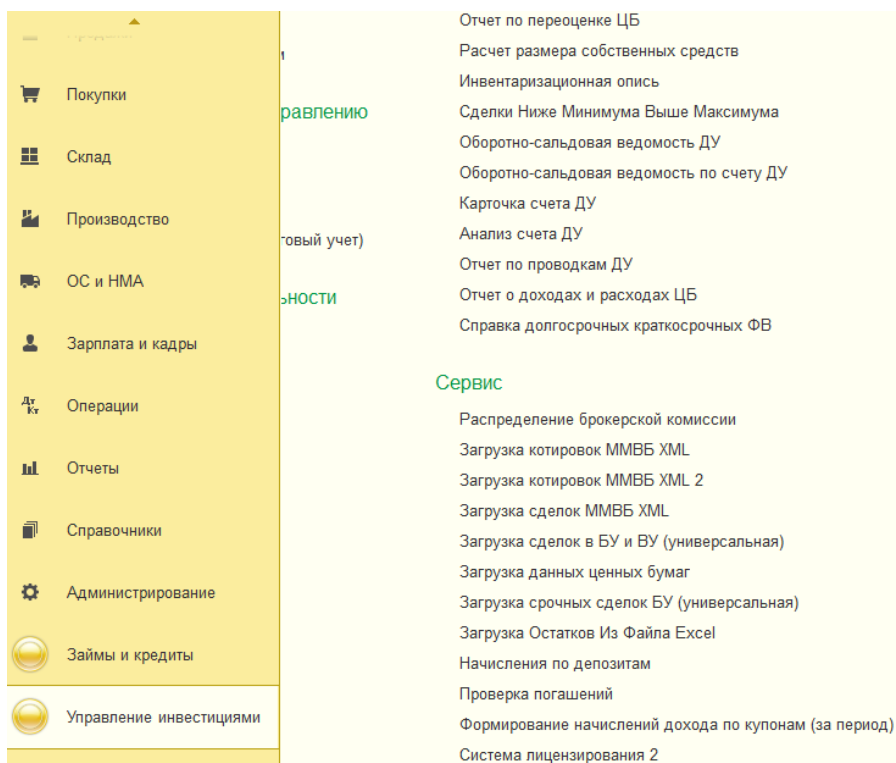 Покупки
Склад
Производство
ОС и НМА
Зарплата и кадры
Операции
Отчеты
Справочники
Администрирование
Займы и кредиты
Управление инвестициями
равлению
говый учет)
ьности
Отчет по переоценке ЦБ
Расчет размера собственных средств
Инвентаризационная опись
Сделки Ниже Минимума Выше Максимума
Оборотно-сальдовая ведомость ДУ
Оборотно-сальдовая ведомость по счету ДУ
Карточка счета ДУ
Анализ счета ДУ
Отчет по проводкам ДУ
Отчет о доходах и расходах ЦБ
Справка долгосрочных краткосрочных ФВ
Сервис
Распределение брокерской комиссии
Загрузка котировок ММВБ XML
Загрузка котировок ММВБ XML 2
Загрузка сделок ММВБ XML
Загрузка сделок в БУ и ВУ (универсальная)
Загрузка данных ценных бумаг
Загрузка срочных сделок БУ (универсальная)
Загрузка Остатков Из Файла Excel
Начисления по депозитам
Проверка погашений
Формирование начислений дохода по купонам (за период)
Система лицензирования 2